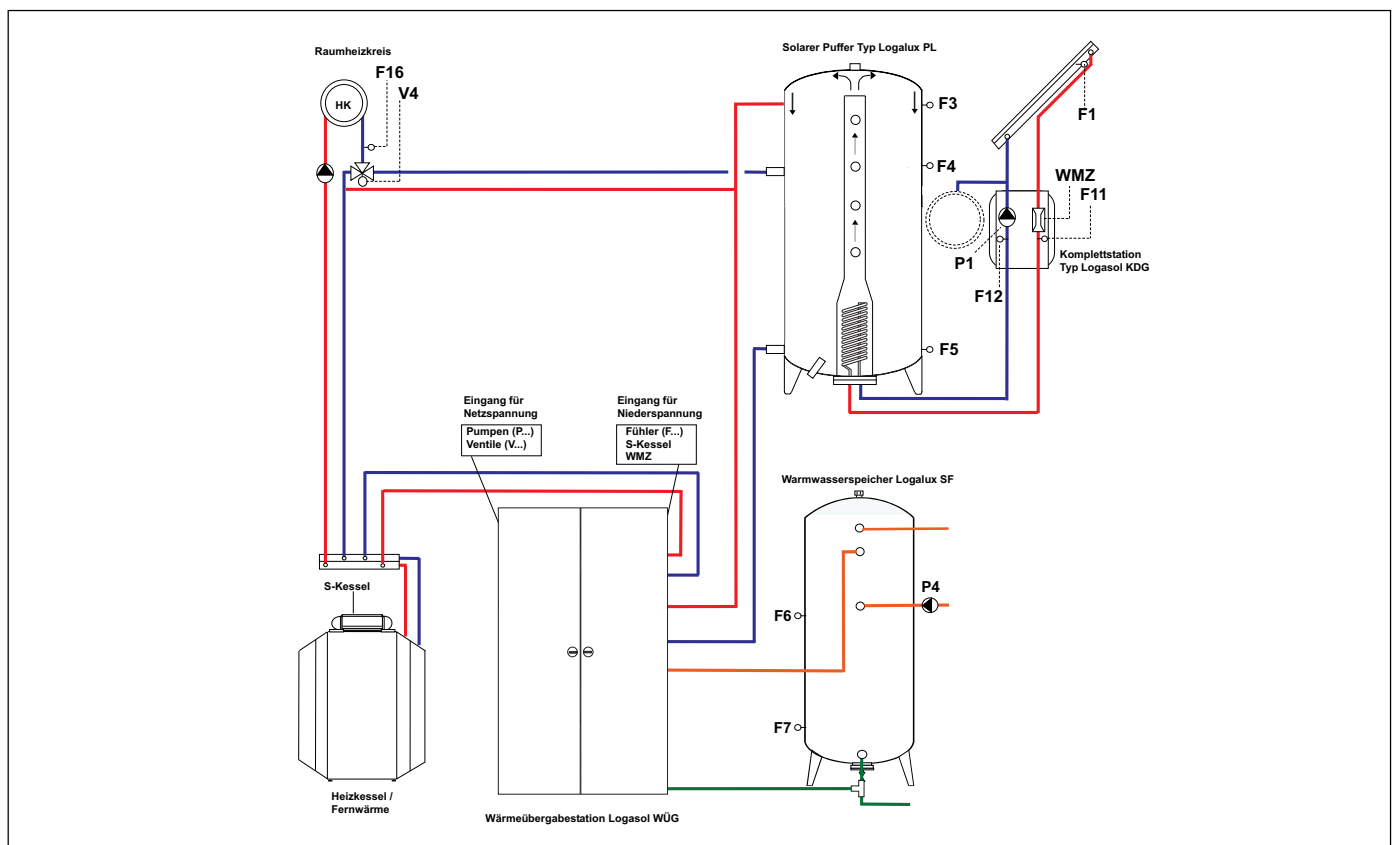 Raumheizkreis
F16
V4
HK
Solarer Puffer Typ Logalux PL
F3
F4
F5
F1
WMZ
F11
P1
F12
Komplettstation
Typ Logasol KDG
Eingang für
Netzspannung
Pumpen (P...)
Ventile (V...)
Eingang für
Niederspannung
Fühler (F...)
S-Kessel
WMZ
Warmwasserspeicher Logalux SF
P4
F6
F7
S-Kessel
Heizkessel /
Fernwärme
Wärmeübergabestation Logasol WÜG